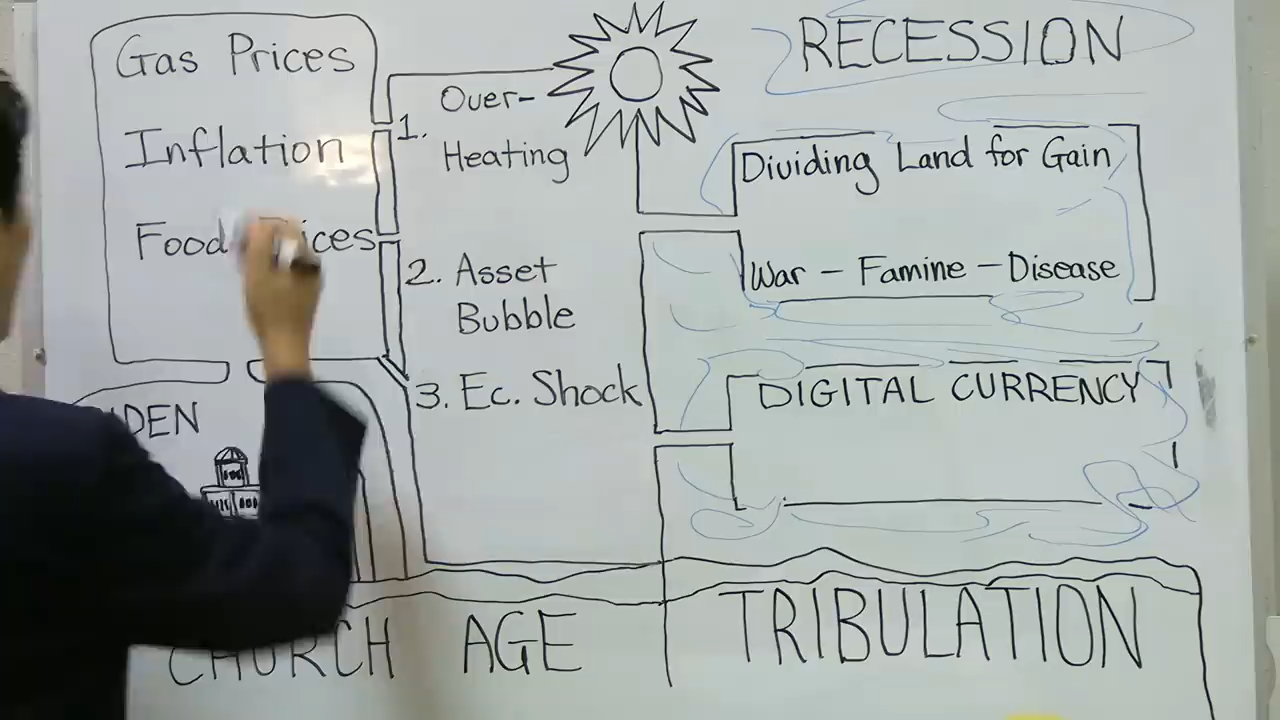 Gas Prices
Inflation
Food
1. Over-
Heating
2. Asset
Bubble
3. Ec. Shock
RECESSION
Dividing Land for Gain
War – Famine – Disease
DIGITAL CURRENCY
CHURCH AGE
TRIBULATION